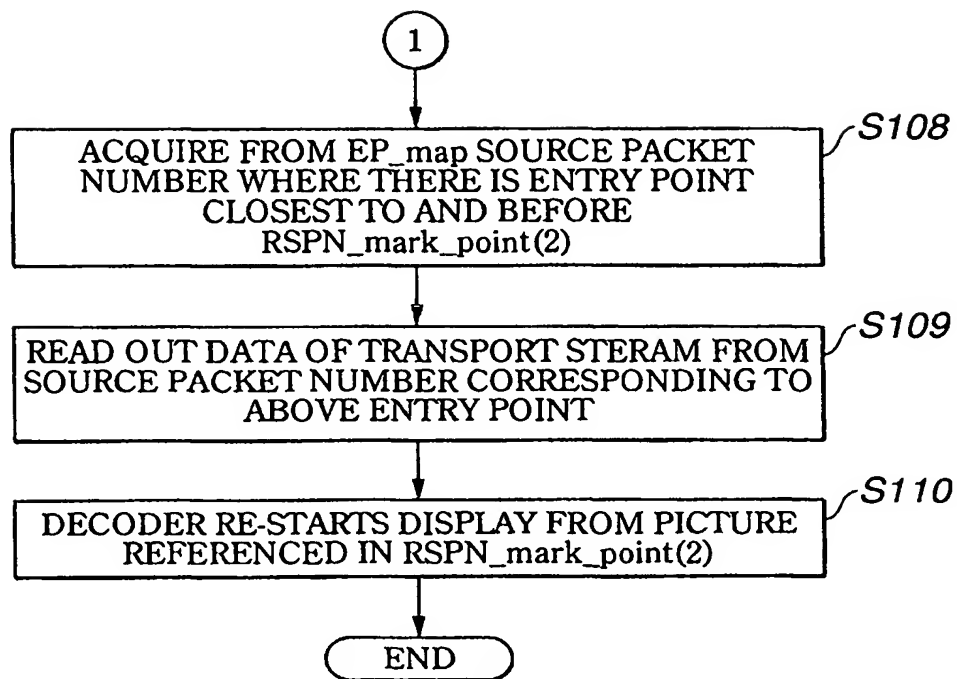 1
S108
ACQUIRE FROM EP_map SOURCE PACKET
NUMBER WHERE THERE IS ENTRY POINT
CLOSEST TO AND BEFORE
RSPN_mark_point(2)
S109
READ OUT DATA OF TRANSPORT STERAM FROM
SOURCE PACKET NUMBER CORRESPONDING TO
ABOVE ENTRY POINT
S110
DECODER RE-STARTS DISPLAY FROM PICTURE
REFERENCED IN RSPN_mark_point(2)
END